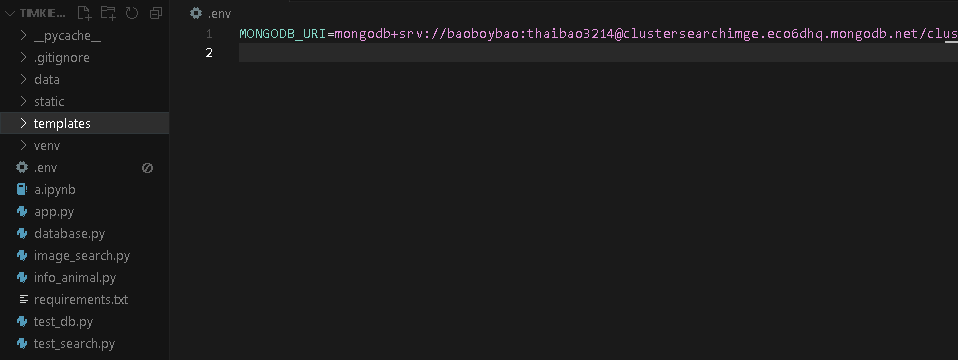 TIMKIE...
__pycache__
.gitignore
data
static
templates
venv
.env
a.ipynb
app.py
database.py
image_search.py
info_animal.py
requirements.txt
test_db.py
test_search.py
.env
1 MONGODB_URI=mongodb+srv://baoboybao:thaibao3214@clustersearchimge.eco6dhq.mongodb.net/clus
2